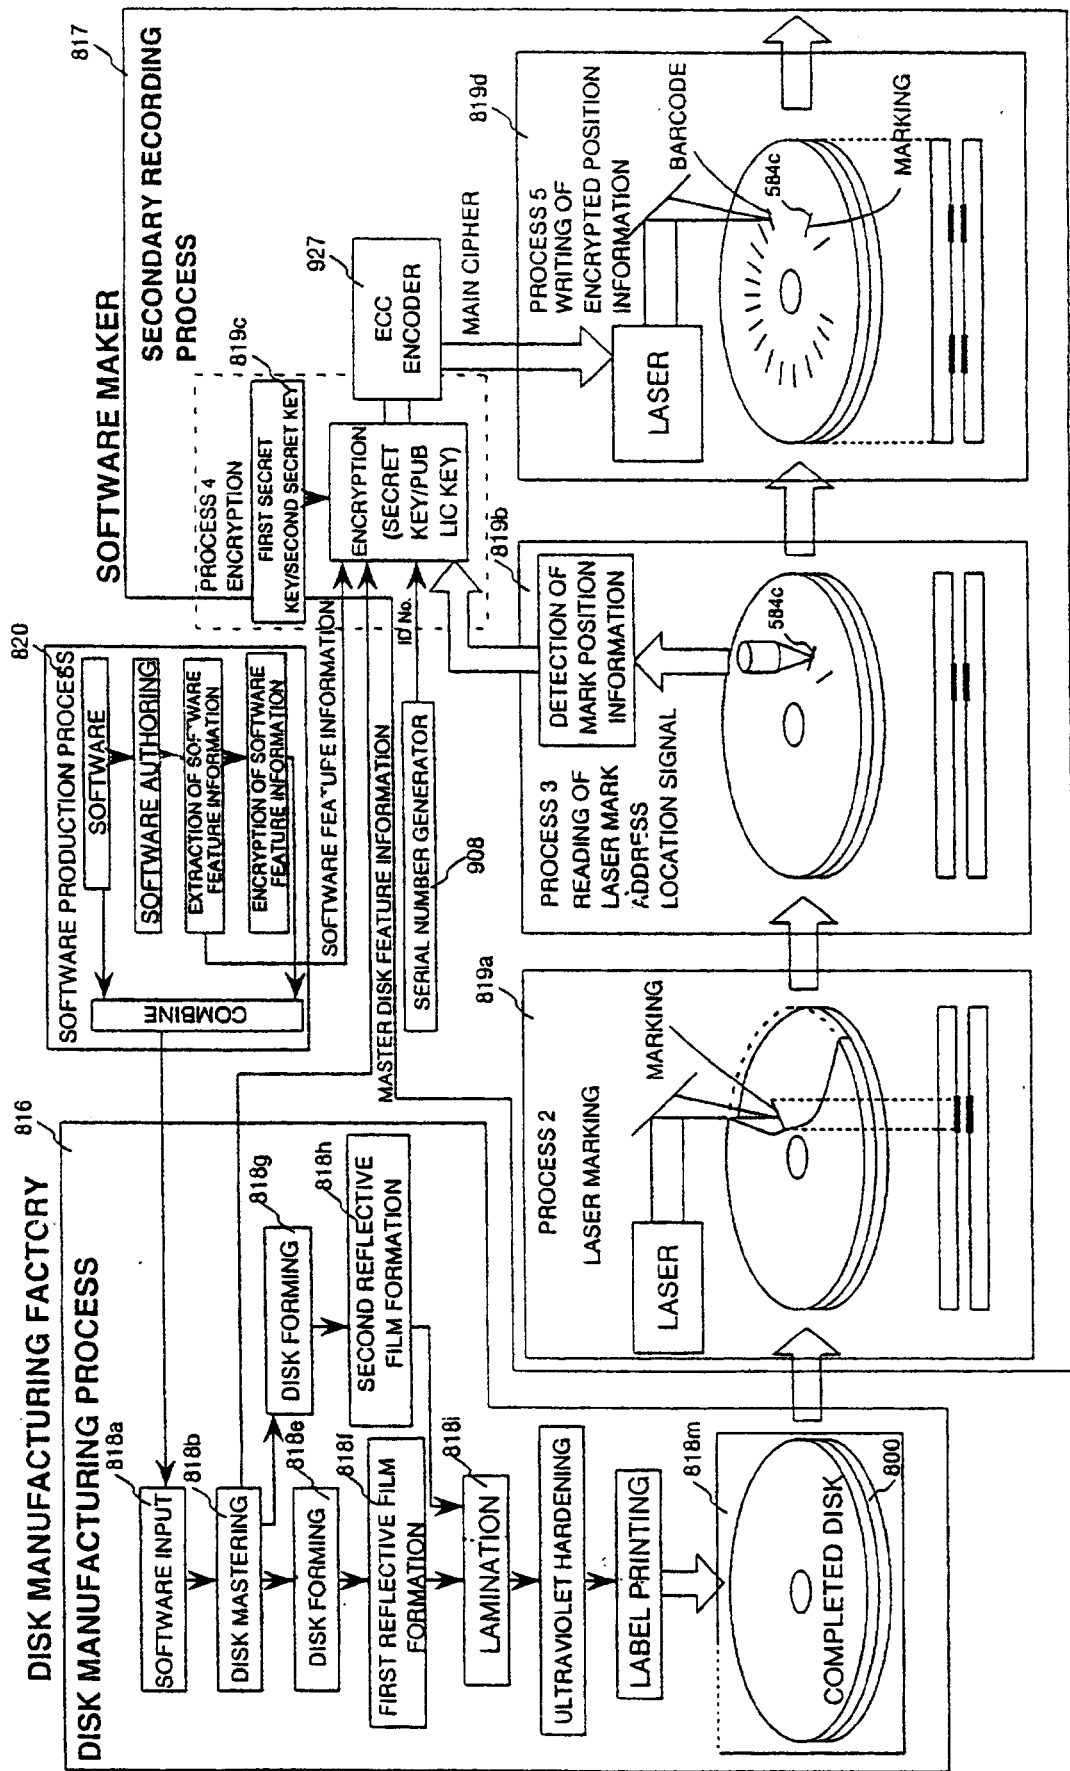 DISK MANUFACTURING FACTORY
816
DISK MANUFACTURING PROCESS
818a
SOFTWARE INPUT
818b
DISK MASTERING
818e
DISK FORMING
818g
DISK FORMING
818h
SECOND REFLECTIVE
FILM FORMATION
818f
FIRST REFLECTIVE FILM
FORMATION
818i
LAMINATION
ULTRAVIOLET HARDENING
LABEL PRINTING
818m
COMPLETED DISK
800
820
SOFTWARE PRODUCTION PROCESS
SOFTWARE
SOFTWARE AUTHORING
EXTRACTION OF SOFTWARE
FEATURE INFORMATION
ENCRYPTION OF SOFTWARE
FEATURE INFORMATION
COMBINE
SOFTWARE FEATURE INFORMATION
MASTER DISK FEATURE INFORMATION
SERIAL NUMBER GENERATOR
908
ID No.
SOFTWARE MAKER
817
SECONDARY RECORDING
PROCESS
819c
PROCESS 4
ENCRYPTION
FIRST SECRET
KEY/SECOND SECRET KEY
ENCRYPTION
(SECRET
KEY/PUB
LIC KEY)
927
ECC
ENCODER
MAIN CIPHER
819a
PROCESS 2
LASER MARKING
LASER
MARKING
819b
PROCESS 3
READING OF
LASER MARK
ADDRESS
LOCATION SIGNAL
DETECTION OF
MARK POSITION
INFORMATION
584c
819d
PROCESS 5
WRITING OF
ENCRYPTED POSITION
INFORMATION
LASER
BARCODE
584c
MARKING